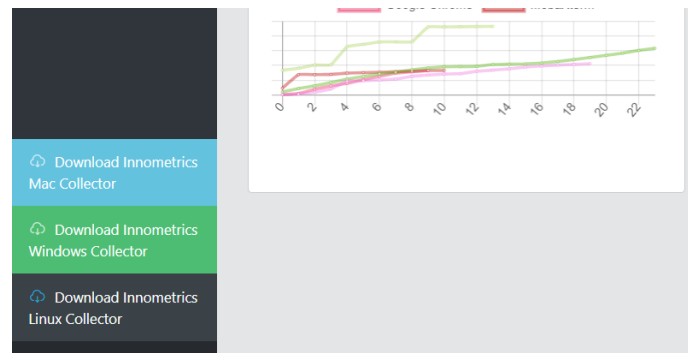 0
2
4
6
8
10
12
14
16
18
20
22
Download Innometrics
Mac Collector
Download Innometrics
Windows Collector
Download Innometrics
Linux Collector